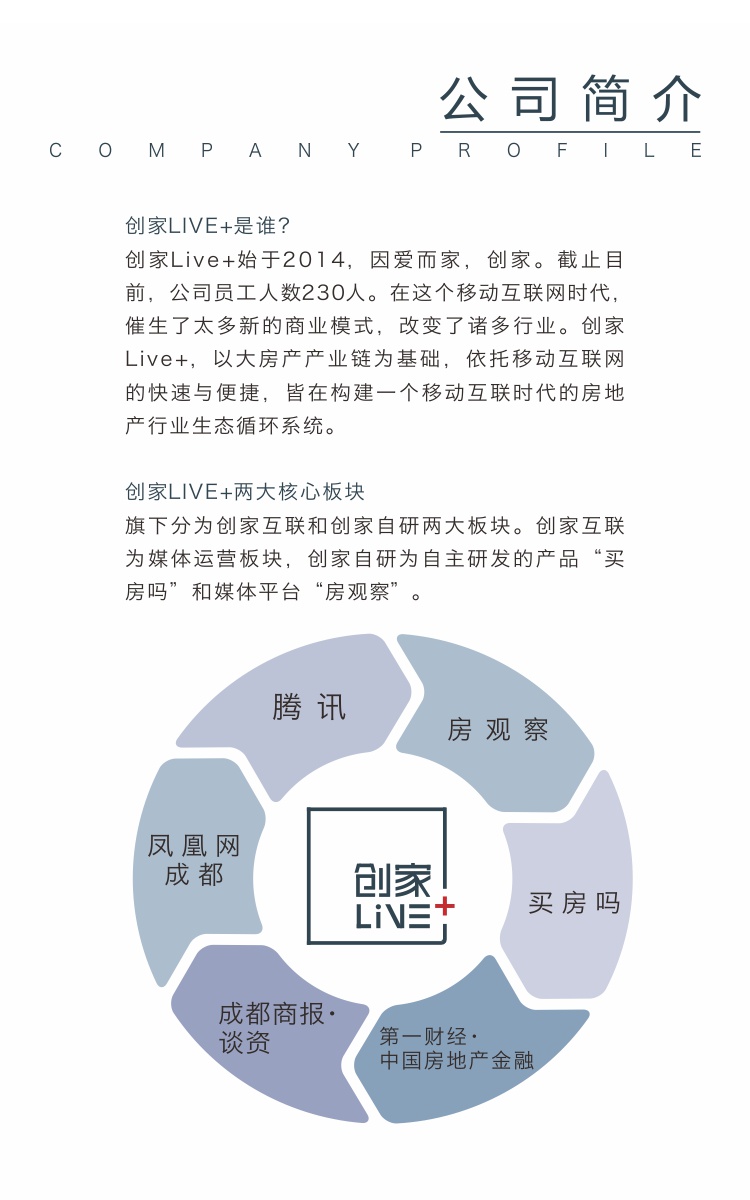 公司简介
COMPANY PROFILE
创家LIVE+是谁？
创家Live+始于2014，因爱而家，创家。截止目
前，公司员工人数230人。在这个移动互联网时代，
催生了太多新的商业模式，改变了诸多行业。创家
Live+，以大房产产业链为基础，依托移动互联网
的快速与便捷，皆在构建一个移动互联时代的房地
产行业生态循环系统。
创家LIVE+两大核心板块
旗下分为创家互联和创家自研两大板块。创家互联
为媒体运营板块，创家自研为自主研发的产品“买
房吗”和媒体平台“房观察”。
腾讯
房观察
凤凰网
成都
买房吗
创家
LiVE+
成都商报·
谈资
第一财经·
中国房地产金融